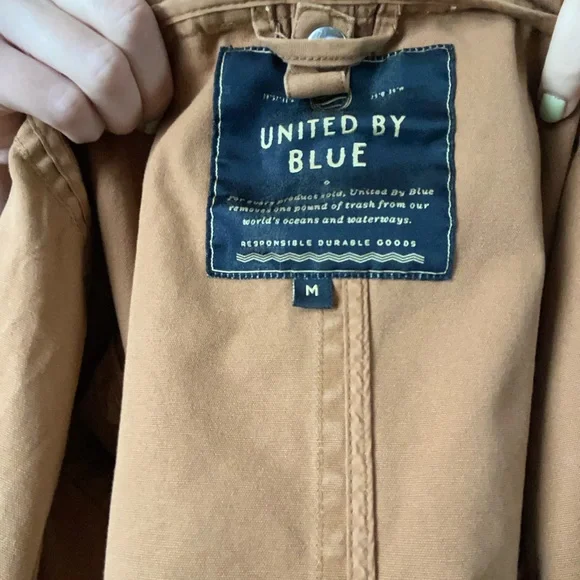 UNITED BY
BLUE
For every product sold, United By Blue
removes one pound of trash from our
world's oceans and waterways.
RESPONSIBLE DURABLE GOODS
M